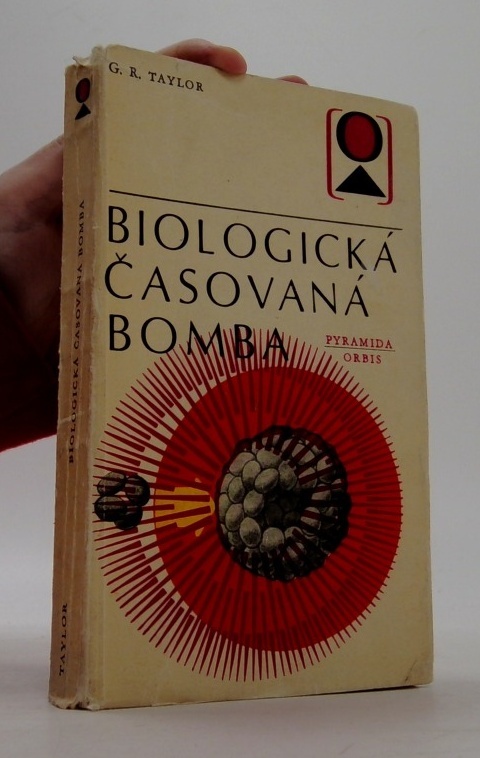 G. R. TAYLOR
BIOLOGICKÁ
ČASOVANÁ
BOMBA
PYRAMIDA
ORBIS
BIOLOGICKÁ ČASOVANÁ BOMBA
TAYLOR